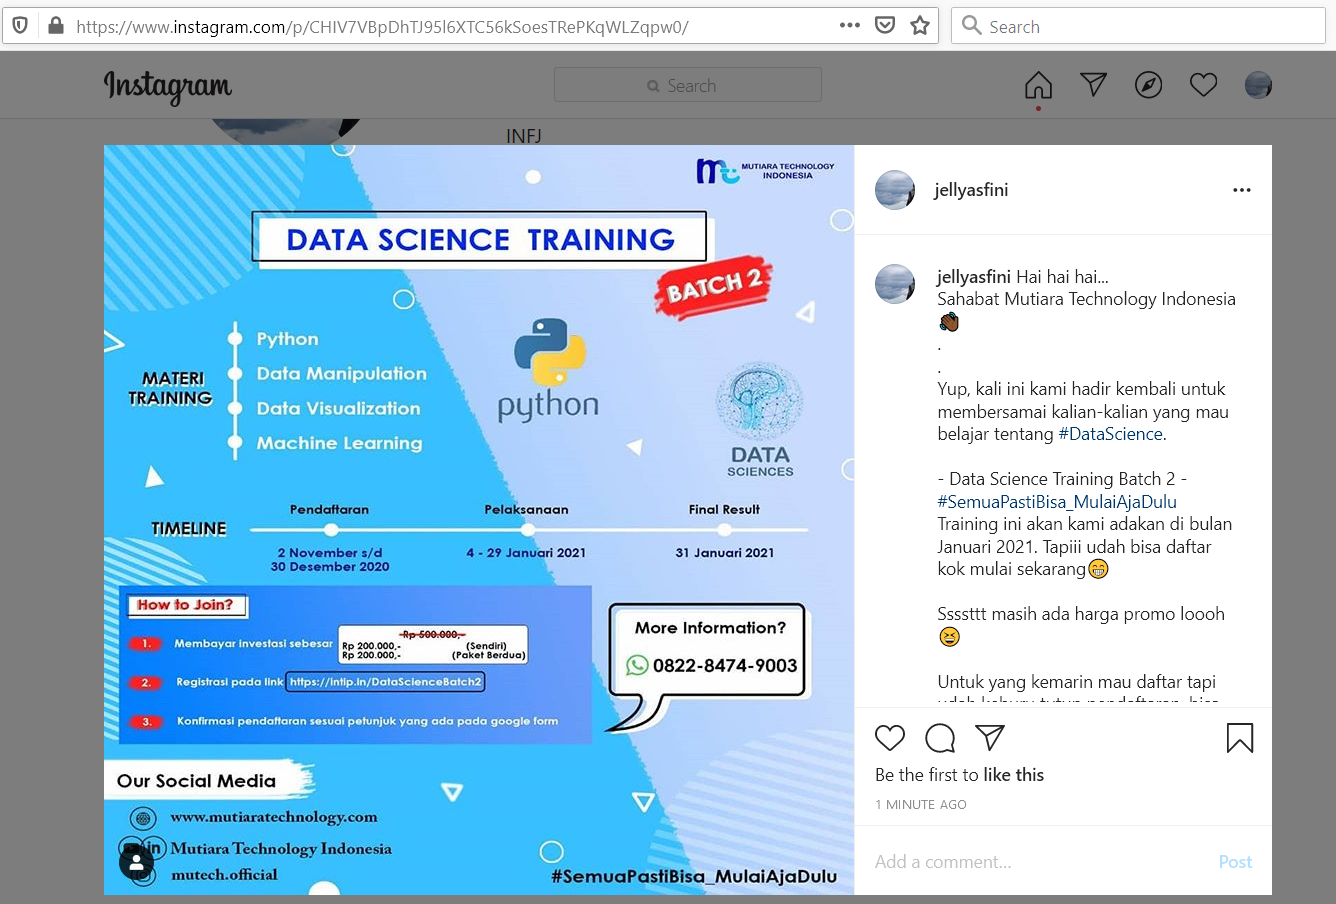 https://www.instagram.com/p/CHIV7VBpDhTJ95l6XTC56kSoesTRePKqWLZqpw0/
Search
Instagram
Search
INFJ
MUTIARA TECHNOLOGY
INDONESIA
DATA SCIENCE TRAINING
BATCH 2
MATERI
TRAINING
Python
Data Manipulation
Data Visualization
Machine Learning
python
DATA
SCIENCES
TIMELINE
Pendaftaran
2 November s/d
30 Desember 2020
Pelaksanaan
4 - 29 Januari 2021
Final Result
31 Januari 2021
How to Join?
1. Membayar investasi sebesar
Rp 500.000,-
Rp 200.000,- (Sendiri)
Rp 200.000,- (Paket Berdua)
2. Registrasi pada link https://intip.in/DataScienceBatch2
3. Konfirmasi pendaftaran sesuai petunjuk yang ada pada google form
More Information?
0822-8474-9003
Our Social Media
www.mutiaratechnology.com
in Mutiara Technology Indonesia
mutech.official
#SemuaPastiBisa_MulaiAjaDulu
jellyasfini
jellyasfini Hai hai hai...
Sahabat Mutiara Technology Indonesia
.
.
Yup, kali ini kami hadir kembali untuk
membersamai kalian-kalian yang mau
belajar tentang #DataScience.
- Data Science Training Batch 2 -
#SemuaPastiBisa_MulaiAjaDulu
Training ini akan kami adakan di bulan
Januari 2021. Tapiii udah bisa daftar
kok mulai sekarang😁
Ssssttt masih ada harga promo loooh
😆
Untuk yang kemarin mau daftar tapi
Be the first to like this
1 MINUTE AGO
Add a comment...
Post